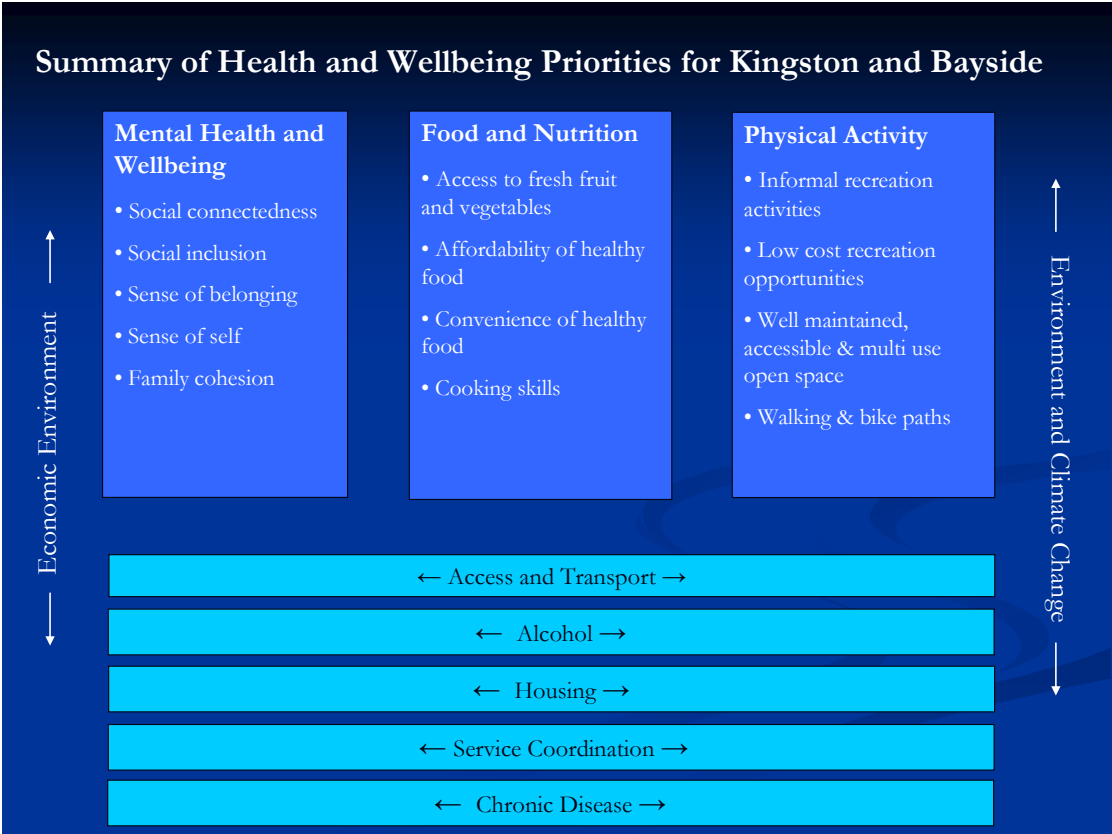 Summary of Health and Wellbeing Priorities for Kingston and Bayside
Mental Health and
Wellbeing
• Social connectedness
• Social inclusion
• Sense of belonging
• Sense of self
• Family cohesion
Food and Nutrition
• Access to fresh fruit
and vegetables
• Affordability of healthy
food
• Convenience of healthy
food
• Cooking skills
Physical Activity
• Informal recreation
activities
• Low cost recreation
opportunities
• Well maintained,
accessible & multi use
open space
• Walking & bike paths
← Economic Environment →
← Environment and Climate Change →
← Access and Transport →
← Alcohol →
← Housing →
← Service Coordination →
← Chronic Disease →